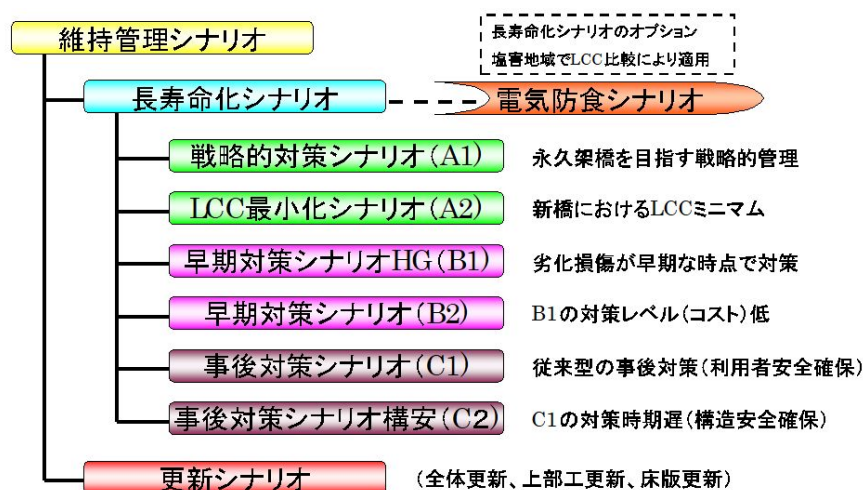 維持管理シナリオ
長寿命化シナリオのオプション
塩害地域でLCC比較により適用
長寿命化シナリオ
電気防食シナリオ
戦略的対策シナリオ(A1)
永久架橋を目指す戦略的管理
LCC最小化シナリオ(A2)
新橋におけるLCCミニマム
早期対策シナリオHG(B1)
劣化損傷が早期な時点で対策
早期対策シナリオ(B2)
B1の対策レベル(コスト)低
事後対策シナリオ(C1)
従来型の事後対策(利用者安全確保)
事後対策シナリオ構安(C2)
C1の対策時期遅(構造安全確保)
更新シナリオ
(全体更新、上部工更新、床版更新)